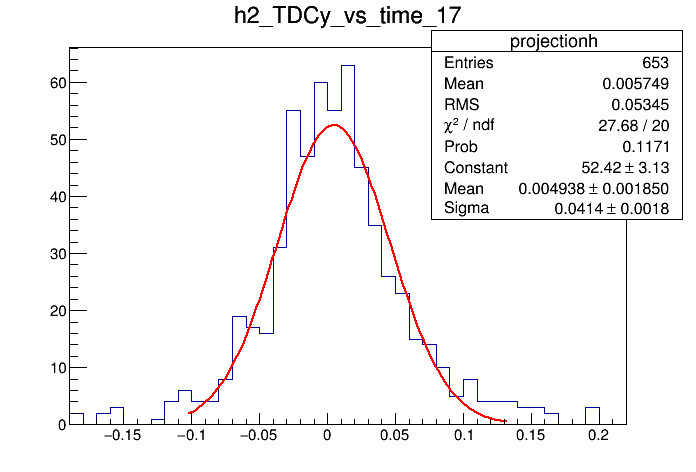 h2_TDCy_vs_time_17
projectionh
Entries 653
Mean 0.005749
RMS 0.05345
χ² / ndf 27.68 / 20
Prob 0.1171
Constant 52.42 ± 3.13
Mean 0.004938 ± 0.001850
Sigma 0.0414 ± 0.0018
60
50
40
30
20
10
0
−0.15 −0.1 −0.05 0 0.05 0.1 0.15 0.2